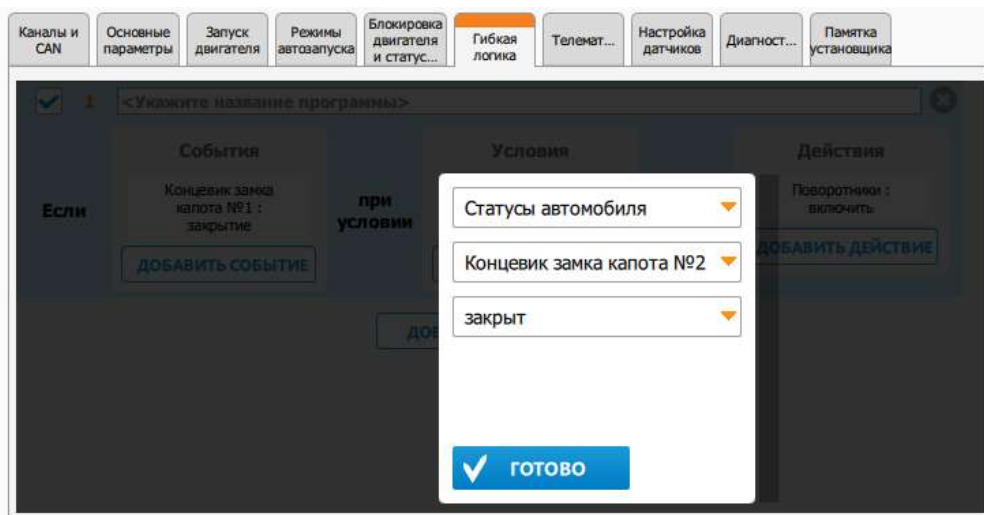 Каналы и
CAN
Основные
параметры
Запуск
двигателя
Режимы
автозапуска
Блокировка
двигателя
и статус...
Гибкая
логика
Телемат...
Настройка
датчиков
Диагност...
Памятка
установщика
1 <Укажите название программы>
События
Условия
Действия
Если
Концевик замка
капота №1 :
закрытие
при
условии
Поворотники :
включить
ДОБАВИТЬ СОБЫТИЕ
ДОБАВИТЬ ДЕЙСТВИЕ
Статусы автомобиля
Концевик замка капота №2
закрыт
ГОТОВО